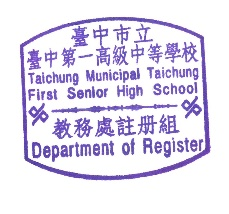 臺中市立
臺中第一高級中等學校
Taichung Municipal Taichung
First Senior High School
教務處註册組
Department of Register